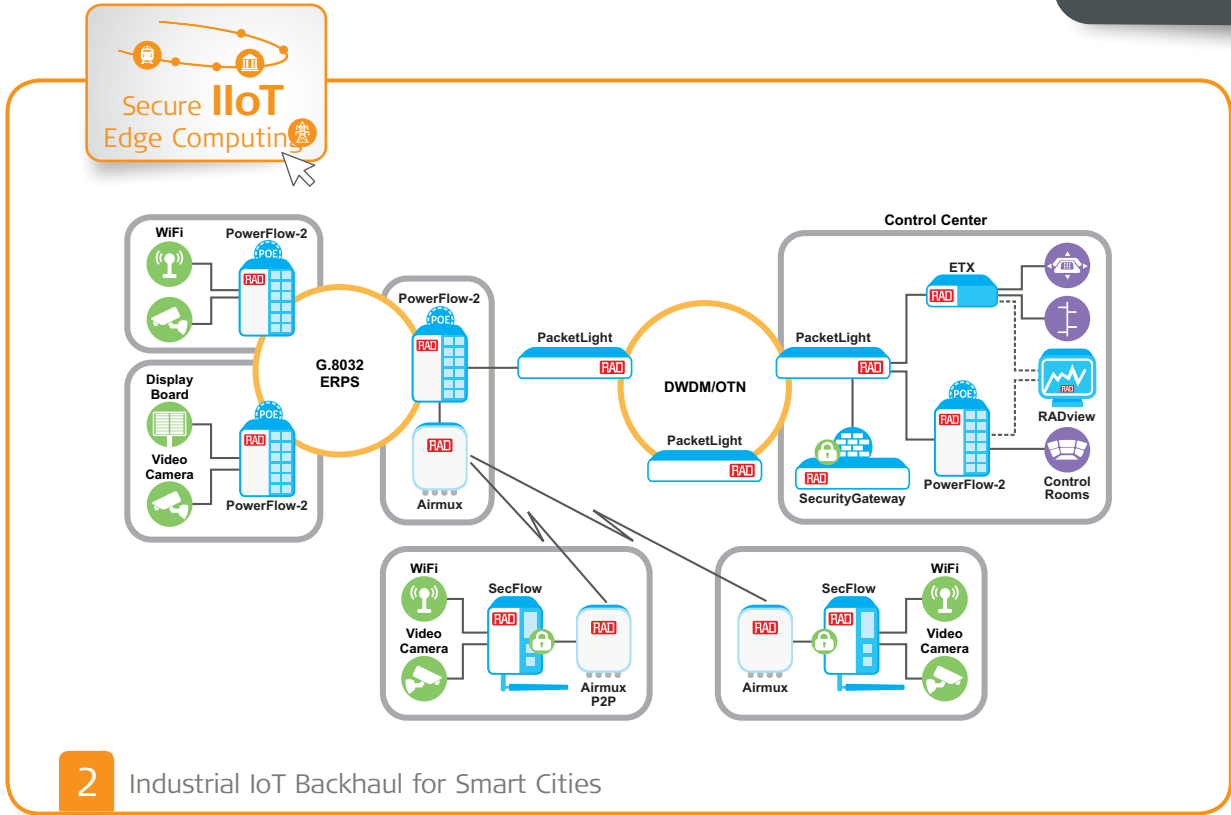 Secure IIoT
Edge Computing
Control Center
WiFi
PowerFlow-2
POE
RAD
Display
Board
Video
Camera
POE
RAD
PowerFlow-2
G.8032
ERPS
PowerFlow-2
POE
RAD
RAD
Airmux
PacketLight
RAD
DWDM/OTN
PacketLight
RAD
PacketLight
RAD
ETX
RAD
RAD
RADview
POE
RAD
PowerFlow-2
Control
Rooms
RAD
SecurityGateway
WiFi
SecFlow
RAD
Video
Camera
RAD
Airmux
P2P
RAD
Airmux
SecFlow
RAD
WiFi
Video
Camera
2 Industrial IoT Backhaul for Smart Cities